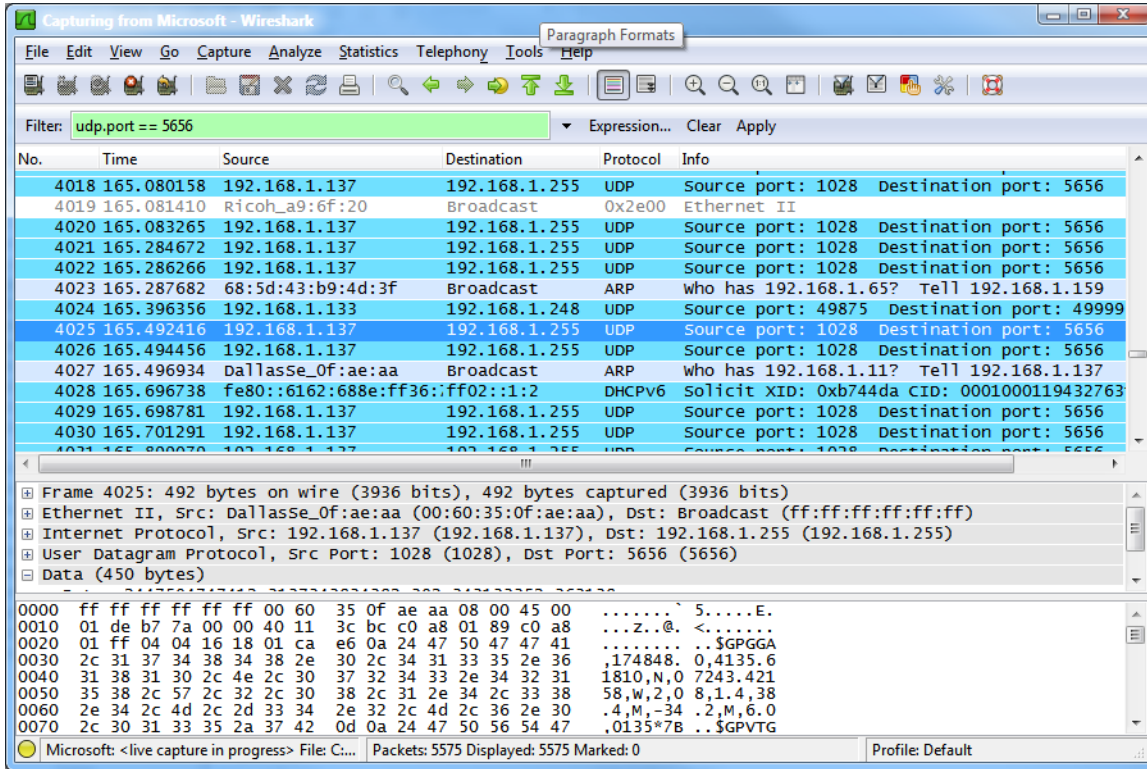 Capturing from Microsoft - Wireshark
Paragraph Formats
File Edit View Go Capture Analyze Statistics Telephony Tools Help
Filter: udp.port == 5656 Expression... Clear Apply
No. Time Source Destination Protocol Info
4018 165.080158 192.168.1.137 192.168.1.255 UDP Source port: 1028 Destination port: 5656
4019 165.081410 Ricoh_a9:6f:20 Broadcast 0x2e00 Ethernet II
4020 165.083265 192.168.1.137 192.168.1.255 UDP Source port: 1028 Destination port: 5656
4021 165.284672 192.168.1.137 192.168.1.255 UDP Source port: 1028 Destination port: 5656
4022 165.286266 192.168.1.137 192.168.1.255 UDP Source port: 1028 Destination port: 5656
4023 165.287682 68:5d:43:b9:4d:3f Broadcast ARP Who has 192.168.1.65? Tell 192.168.1.159
4024 165.396356 192.168.1.133 192.168.1.248 UDP Source port: 49875 Destination port: 49999
4025 165.492416 192.168.1.137 192.168.1.255 UDP Source port: 1028 Destination port: 5656
4026 165.494456 192.168.1.137 192.168.1.255 UDP Source port: 1028 Destination port: 5656
4027 165.496934 DallasSe_0f:ae:aa Broadcast ARP Who has 192.168.1.11? Tell 192.168.1.137
4028 165.696738 fe80::6162:688e:ff36: ff02::1:2 DHCPv6 Solicit XID: 0xb744da CID: 0001000119432763
4029 165.698781 192.168.1.137 192.168.1.255 UDP Source port: 1028 Destination port: 5656
4030 165.701291 192.168.1.137 192.168.1.255 UDP Source port: 1028 Destination port: 5656
Frame 4025: 492 bytes on wire (3936 bits), 492 bytes captured (3936 bits)
Ethernet II, Src: DallasSe_0f:ae:aa (00:60:35:0f:ae:aa), Dst: Broadcast (ff:ff:ff:ff:ff:ff)
Internet Protocol, Src: 192.168.1.137 (192.168.1.137), Dst: 192.168.1.255 (192.168.1.255)
User Datagram Protocol, Src Port: 1028 (1028), Dst Port: 5656 (5656)
Data (450 bytes)
0000 ff ff ff ff ff ff 00 60 35 0f ae aa 08 00 45 00 .......` 5.....E.
0010 01 de b7 7a 00 00 40 11 3c bc c0 a8 01 89 c0 a8 ...z..@. <.......
0020 01 ff 04 04 16 18 01 ca e6 0a 24 47 50 47 47 41 ........ ..$GPGGA
0030 2c 31 37 34 38 34 38 2e 30 2c 34 31 33 35 2e 36 ,174848. 0,4135.6
0040 31 38 31 30 2c 4e 2c 30 37 32 34 33 2e 34 32 31 1810,N,0 7243.421
0050 35 38 2c 57 2c 32 2c 30 38 2c 31 2e 34 2c 33 38 58,W,2,0 8,1.4,38
0060 2e 34 2c 4d 2c 2d 33 34 2e 32 2c 4d 2c 36 2e 30 .4,M,-34 .2,M,6.0
0070 2c 30 31 33 35 2a 37 42 0d 0a 24 47 50 56 54 47 ,0135*7B ..$GPVTG
Microsoft: <live capture in progress> File: C:... Packets: 5575 Displayed: 5575 Marked: 0 Profile: Default